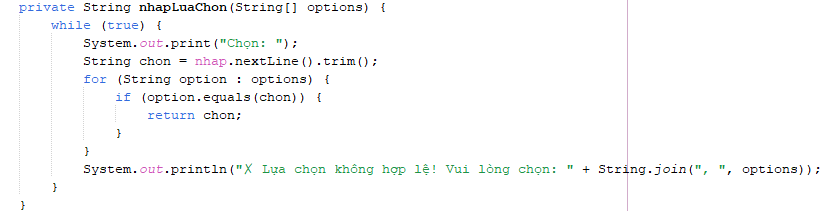 private String nhapLuaChon(String[] options) {
while (true) {
System.out.print("Chọn: ");
String chon = nhap.nextLine().trim();
for (String option : options) {
if (option.equals(chon)) {
return chon;
}
}
System.out.println("╳ Lựa chọn không hợp lệ! Vui lòng chọn: " + String.join(", ", options));
}
}